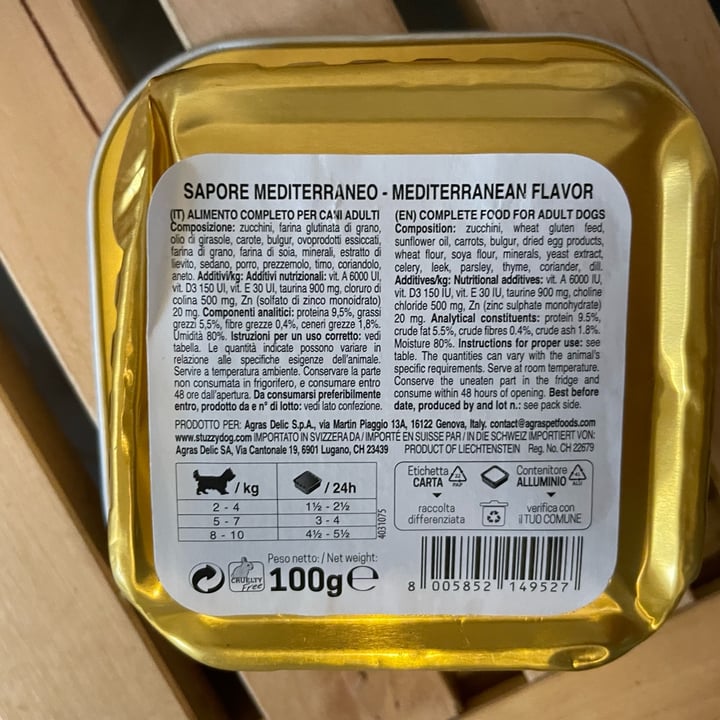 SAPORE MEDITERRANEO - MEDITERRANEAN FLAVOR
(IT) ALIMENTO COMPLETO PER CANI ADULTI
Composizione: zucchini, farina glutinata di grano,
olio di girasole, carote, bulgur, ovoprodotti essiccati,
farina di grano, farina di soia, minerali, estratto di
lievito, sedano, porro, prezzemolo, timo, coriandolo,
aneto. Additivi/kg: Additivi nutrizionali: vit. A 6000 UI,
vit. D3 150 UI, vit. E 30 UI, taurina 900 mg, cloruro di
colina 500 mg, Zn (solfato di zinco monoidrato)
20 mg. Componenti analitici: proteina 9,5%, grassi
grezzi 5,5%, fibre grezze 0,4%, ceneri grezze 1,8%.
Umidità 80%. Istruzioni per un uso corretto: vedi
tabella. Le quantità indicate possono variare in
relazione alle specifiche esigenze dell'animale.
Servire a temperatura ambiente. Conservare la parte
non consumata in frigorifero, e consumare entro
48 ore dall'apertura. Da consumarsi preferibilmente
entro, prodotto da e n° di lotto: vedi lato confezione.
(EN) COMPLETE FOOD FOR ADULT DOGS
Composition: zucchini, wheat gluten feed,
sunflower oil, carrots, bulgur, dried egg products,
wheat flour, soya flour, minerals, yeast extract,
celery, leek, parsley, thyme, coriander, dill.
Additives/kg: Nutritional additives: vit. A 6000 IU,
vit. D3 150 IU, vit. E 30 IU, taurine 900 mg, choline
chloride 500 mg, Zn (zinc sulphate monohydrate)
20 mg. Analytical constituents: protein 9.5%,
crude fat 5.5%, crude fibres 0.4%, crude ash 1.8%.
Moisture 80%. Instructions for proper use: see
table. The quantities can vary with the animal's
specific requirements. Serve at room temperature.
Conserve the uneaten part in the fridge and
consume within 48 hours of opening. Best before
date, produced by and lot n.: see pack side.
PRODOTTO PER: Agras Delic S.p.A., via Martin Piaggio 13A, 16122 Genova, Italy. contact@agraspetfoods.com
www.stuzzydog.com IMPORTATO IN SVIZZERA DA / IMPORTÉ EN SUISSE PAR / IN DIE SCHWEIZ IMPORTIERT VON:
Agras Delic SA, Via Cantonale 19, 6901 Lugano, CH 23439 PRODUCT OF LIECHTENSTEIN Reg. No. CH 22679
/ kg / 24h
2 - 4 1½ - 2½
5 - 7 3 - 4
8 - 10 4½ - 5½
4031075
Etichetta
CARTA
22
PAP
raccolta
differenziata
Contenitore
ALLUMINIO
41
ALU
verifica con
il TUO COMUNE
CRUELTY
Free
Peso netto: / Net weight:
100g ℮
8 005852 149527